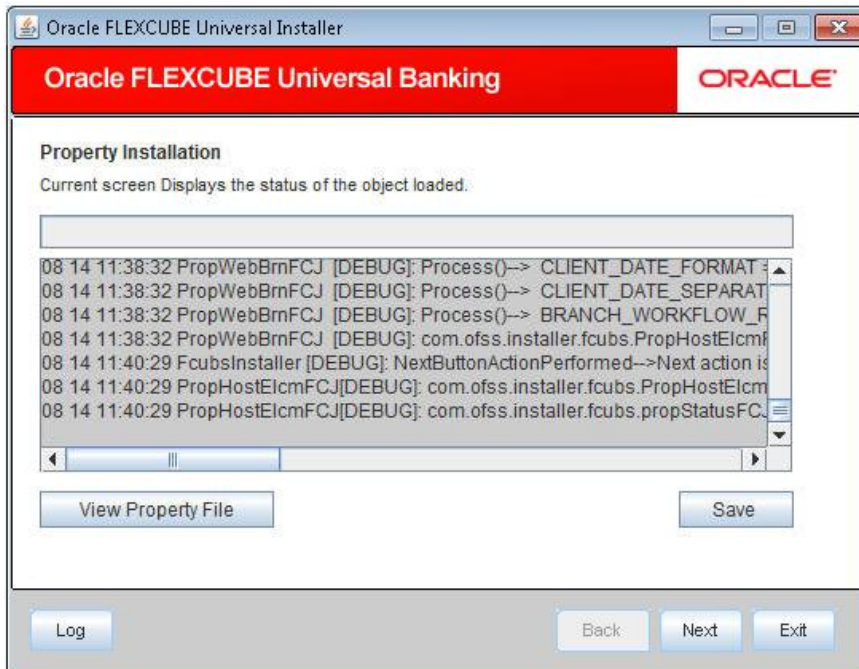 Oracle FLEXCUBE Universal Installer
Oracle FLEXCUBE Universal Banking
ORACLE
Property Installation
Current screen Displays the status of the object loaded.
08 14 11:38:32 PropWebBrnFCJ [DEBUG]: Process()--> CLIENT_DATE_FORMAT =
08 14 11:38:32 PropWebBrnFCJ [DEBUG]: Process()--> CLIENT_DATE_SEPARAT
08 14 11:38:32 PropWebBrnFCJ [DEBUG]: Process()--> BRANCH_WORKFLOW_R
08 14 11:38:32 PropWebBrnFCJ [DEBUG]: com.ofss.installer.fcubs.PropHostElcmF
08 14 11:40:29 FcubsInstaller [DEBUG]: NextButtonActionPerformed-->Next action is
08 14 11:40:29 PropHostElcmFCJ[DEBUG]: com.ofss.installer.fcubs.PropHostElcm
08 14 11:40:29 PropHostElcmFCJ[DEBUG]: com.ofss.installer.fcubs.propStatusFCJ
View Property File
Save
Log
Back
Next
Exit